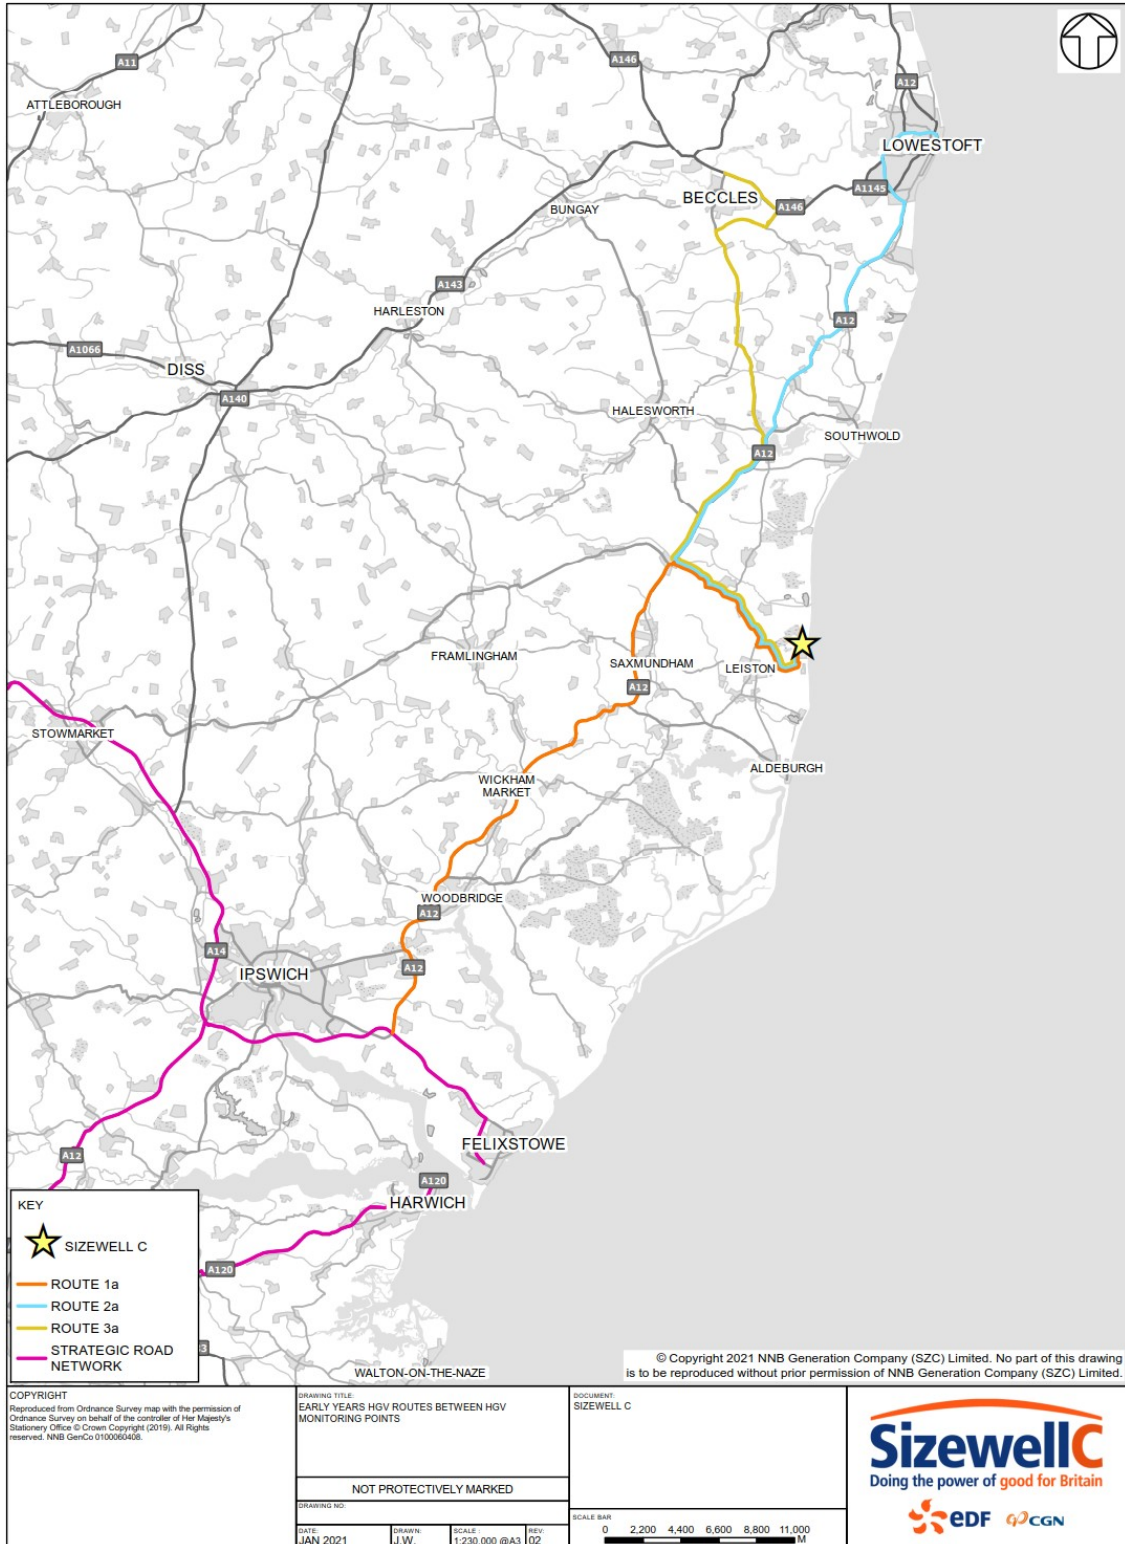 A11
A146
A12
ATTLEBOROUGH
LOWESTOFT
A1145
BECCLES
A146
BUNGAY
A143
HARLESTON
A12
A1066
DISS
A140
HALESWORTH
SOUTHWOLD
A12
FRAMLINGHAM
SAXMUNDHAM
LEISTON
A12
STOWMARKET
ALDEBURGH
WICKHAM
MARKET
WOODBRIDGE
A12
A14
IPSWICH
A12
FELIXSTOWE
A12
A120
HARWICH
A120
WALTON-ON-THE-NAZE
KEY
SIZEWELL C
ROUTE 1a
ROUTE 2a
ROUTE 3a
STRATEGIC ROAD
NETWORK
© Copyright 2021 NNB Generation Company (SZC) Limited. No part of this drawing
is to be reproduced without prior permission of NNB Generation Company (SZC) Limited.
COPYRIGHT
Reproduced from Ordnance Survey map with the permission of
Ordnance Survey on behalf of the controller of Her Majesty's
Stationery Office © Crown Copyright (2019). All Rights
reserved. NNB GenCo 0100060408.
DRAWING TITLE:
EARLY YEARS HGV ROUTES BETWEEN HGV
MONITORING POINTS
NOT PROTECTIVELY MARKED
DRAWING NO:
DATE:
JAN 2021
DRAWN:
J.W.
SCALE :
1:230,000 @A3
REV:
02
DOCUMENT:
SIZEWELL C
SCALE BAR
0 2,200 4,400 6,600 8,800 11,000
M
SizewellC
Doing the power of good for Britain
eDF CGN